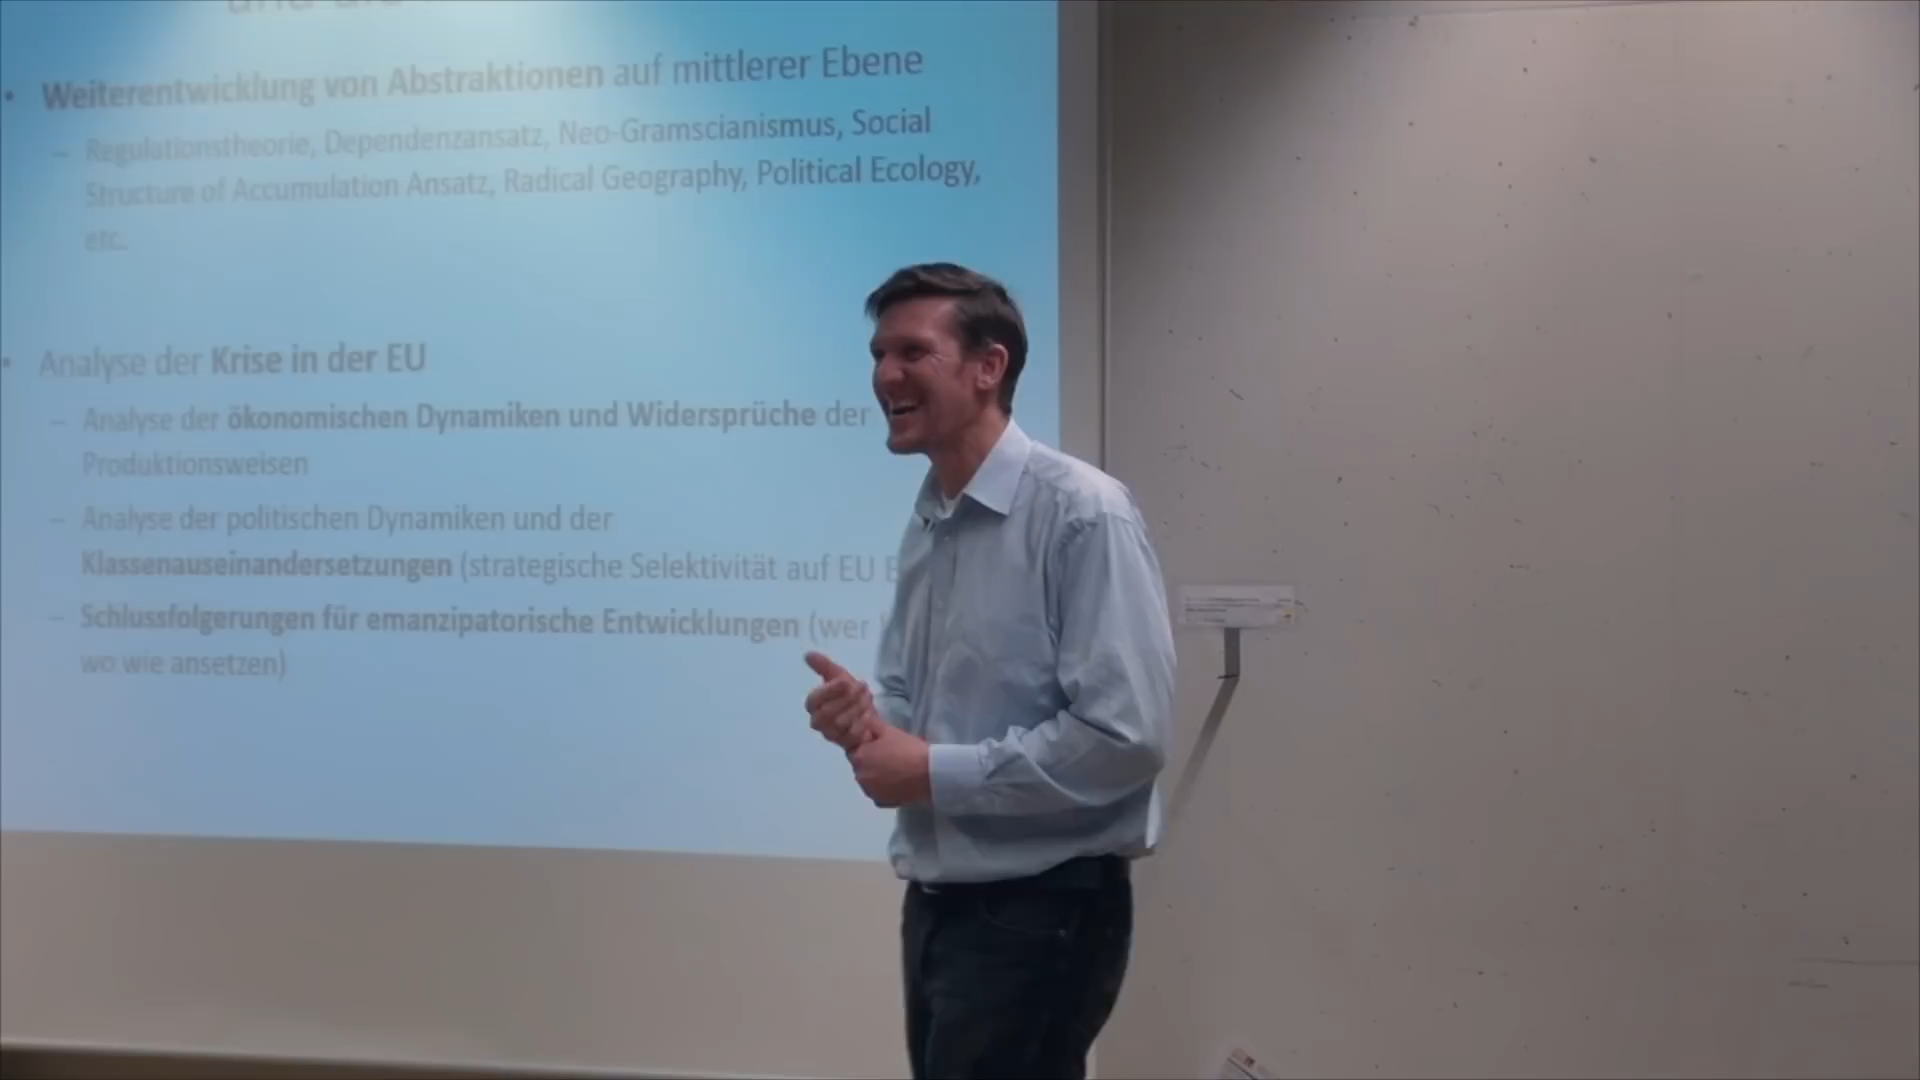 • Weiterentwicklung von Abstraktionen auf mittlerer Ebene
– Regulationstheorie, Dependenzansatz, Neo-Gramscianismus, Social
Structure of Accumulation Ansatz, Radical Geography, Political Ecology,
etc.
• Analyse der Krise in der EU
– Analyse der ökonomischen Dynamiken und Widersprüche der
Produktionsweisen
– Analyse der politischen Dynamiken und der
Klassenauseinandersetzungen (strategische Selektivität auf EU
– Schlussfolgerungen für emanzipatorische Entwicklungen (wer
wo wie ansetzen)